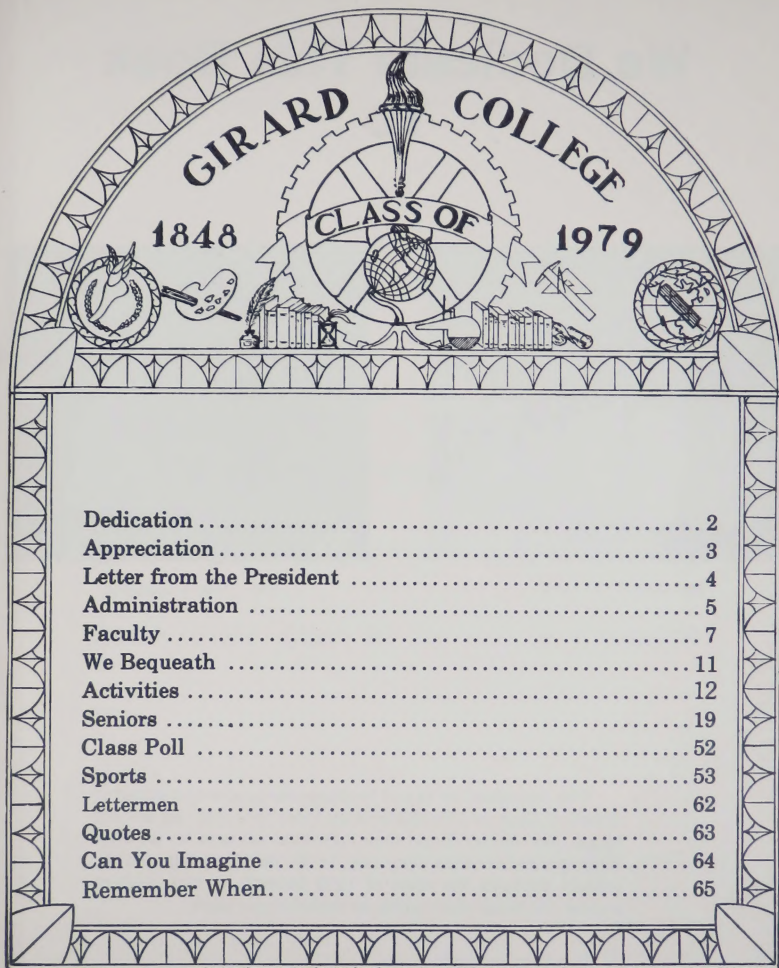 GIRARD COLLEGE
CLASS OF
1848 1979
Dedication ........................................................ 2
Appreciation ...................................................... 3
Letter from the President ......................................... 4
Administration .................................................... 5
Faculty ........................................................... 7
We Bequeath ....................................................... 11
Activities ........................................................ 12
Seniors ........................................................... 19
Class Poll ........................................................ 52
Sports ............................................................ 53
Lettermen ......................................................... 62
Quotes ............................................................ 63
Can You Imagine ................................................... 64
Remember When ..................................................... 65